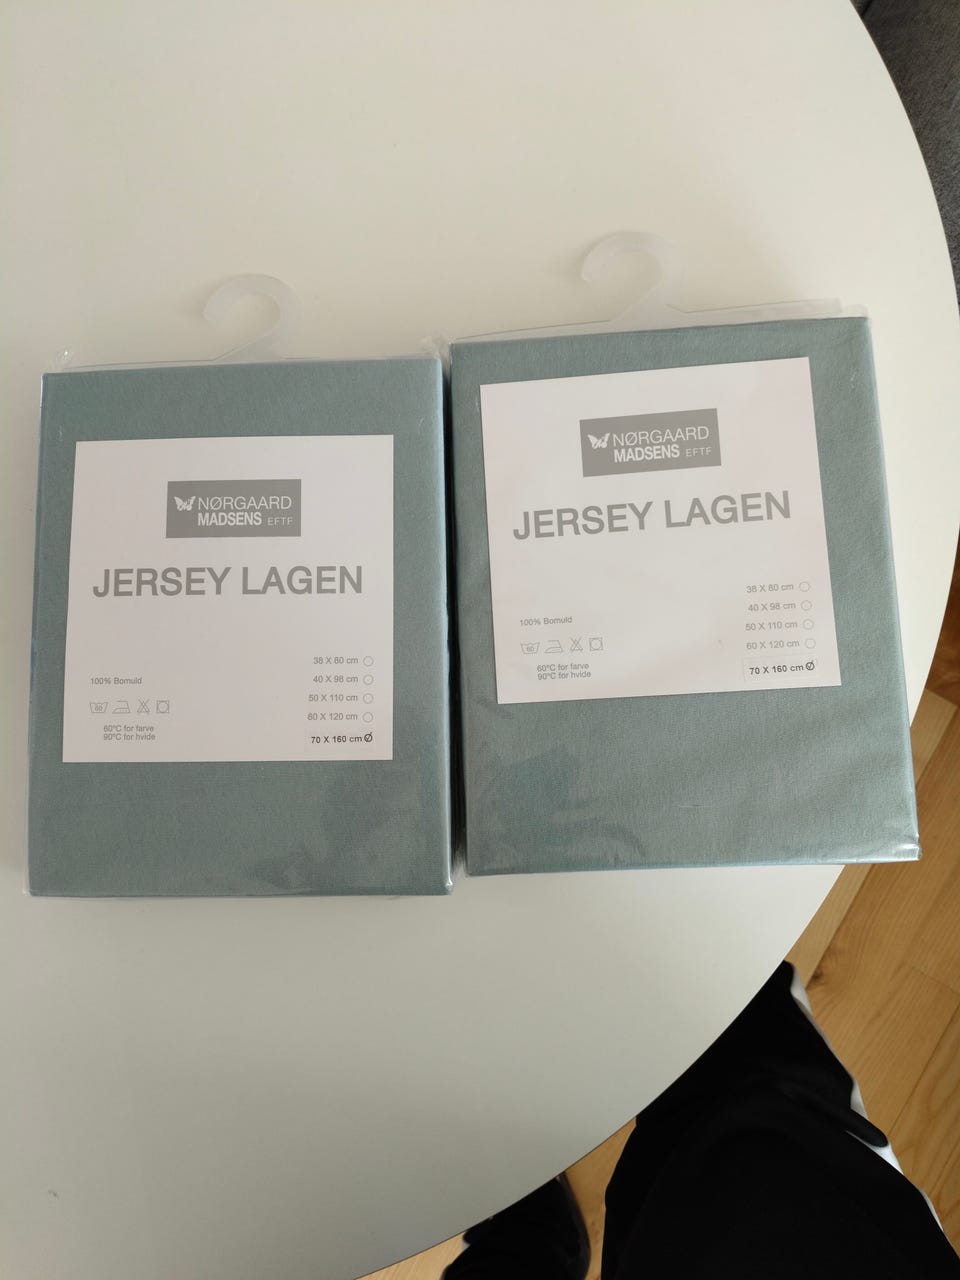 NØRGAARD
MADSENS EFTF
JERSEY LAGEN
38 X 80 cm
40 X 98 cm
50 X 110 cm
60 X 120 cm
70 X 160 cm
100% Bomuld
60
60°C for farve
90°C for hvide
NØRGAARD
MADSENS EFTF
JERSEY LAGEN
38 X 80 cm
40 X 98 cm
50 X 110 cm
60 X 120 cm
70 X 160 cm
100% Bomuld
60
60°C for farve
90°C for hvide